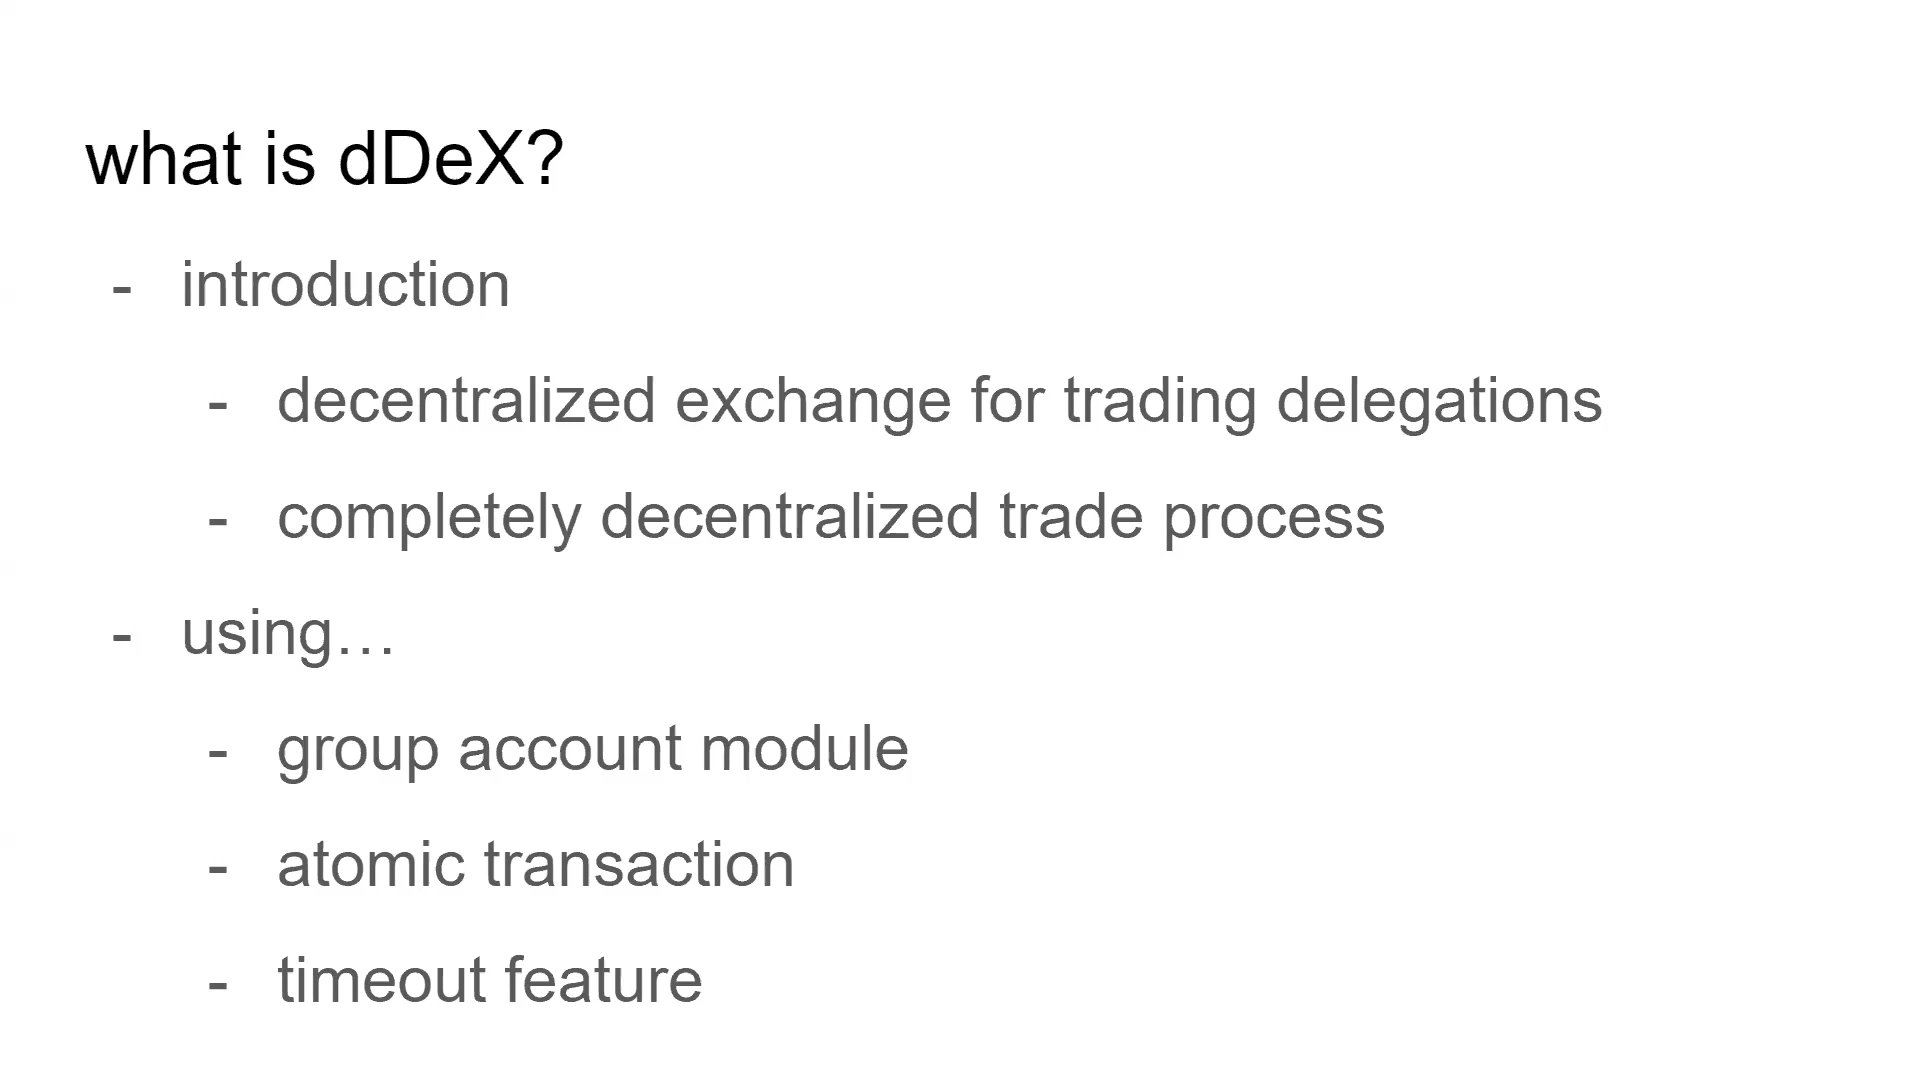 what is dDeX?
- introduction
- decentralized exchange for trading delegations
- completely decentralized trade process
- using…
- group account module
- atomic transaction
- timeout feature